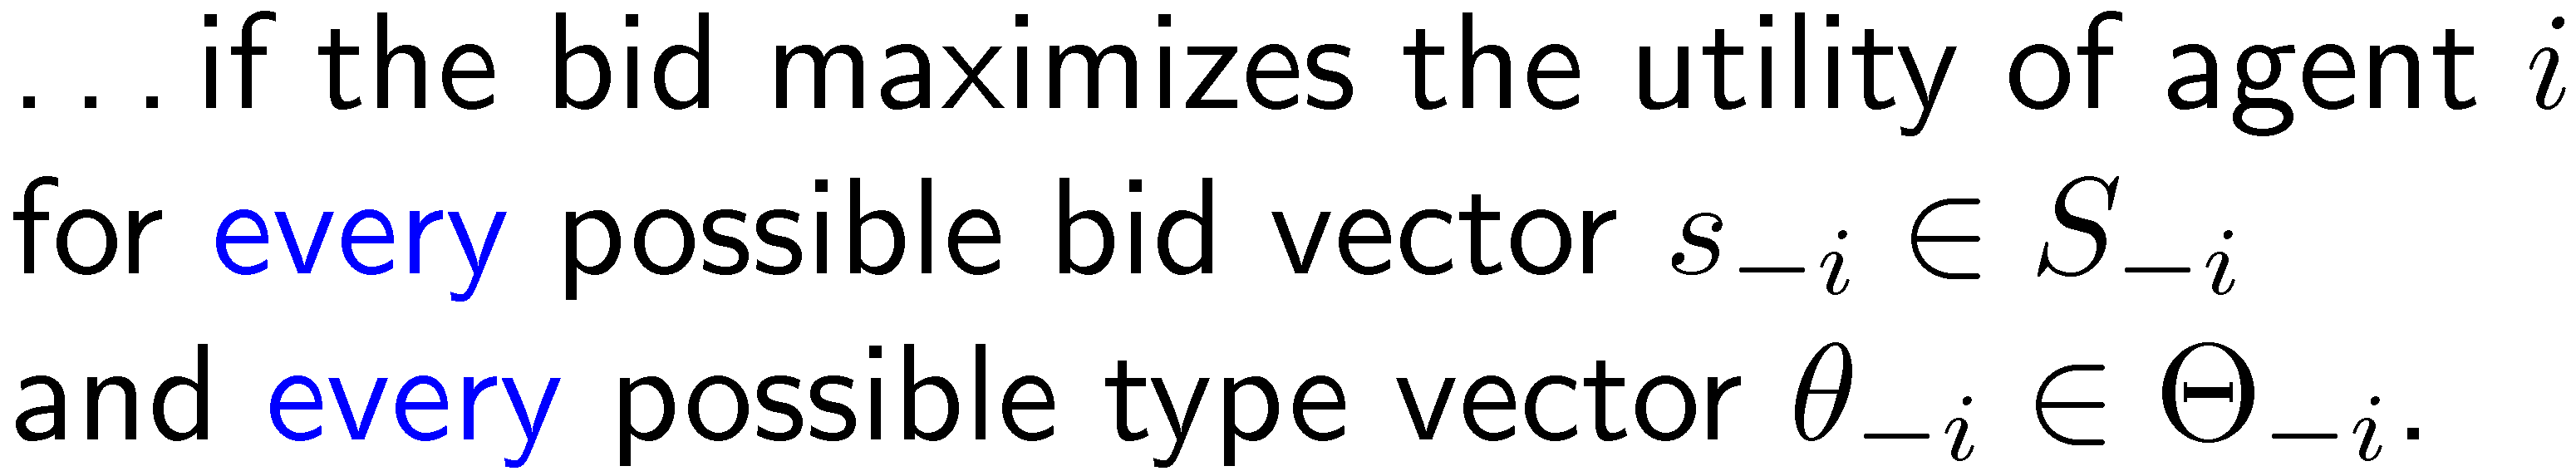 . . . if the bid maximizes the utility of agent i
for every possible bid vector s₋ᵢ ∈ S₋ᵢ
and every possible type vector θ₋ᵢ ∈ Θ₋ᵢ.